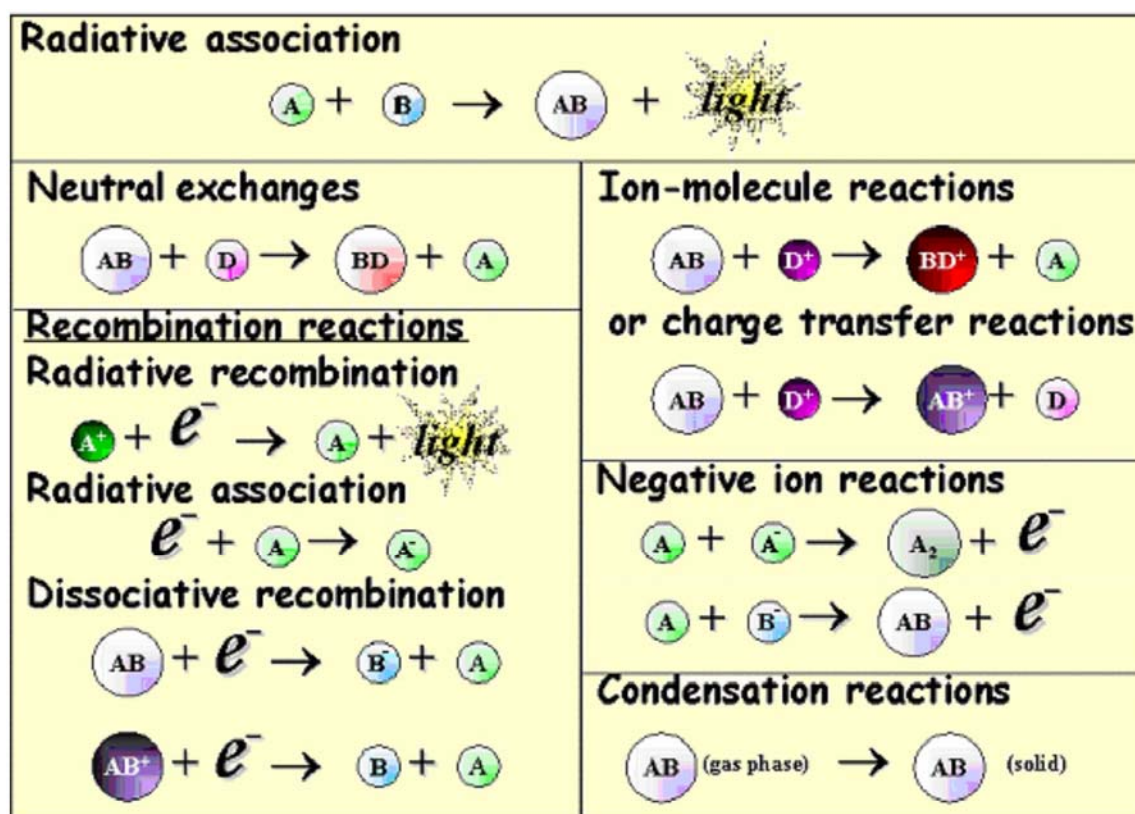 Radiative association
A + B → AB + light
Neutral exchanges
AB + D → BD + A
Recombination reactions
Radiative recombination
A⁺ + e⁻ → A + light
Radiative association
e⁻ + A → A⁻
Dissociative recombination
AB + e⁻ → B⁻ + A
AB⁺ + e⁻ → B + A
Ion-molecule reactions
AB + D⁺ → BD⁺ + A
or charge transfer reactions
AB + D⁺ → AB⁺ + D
Negative ion reactions
A + A⁻ → A₂ + e⁻
A + B⁻ → AB + e⁻
Condensation reactions
AB (gas phase) → AB (solid)